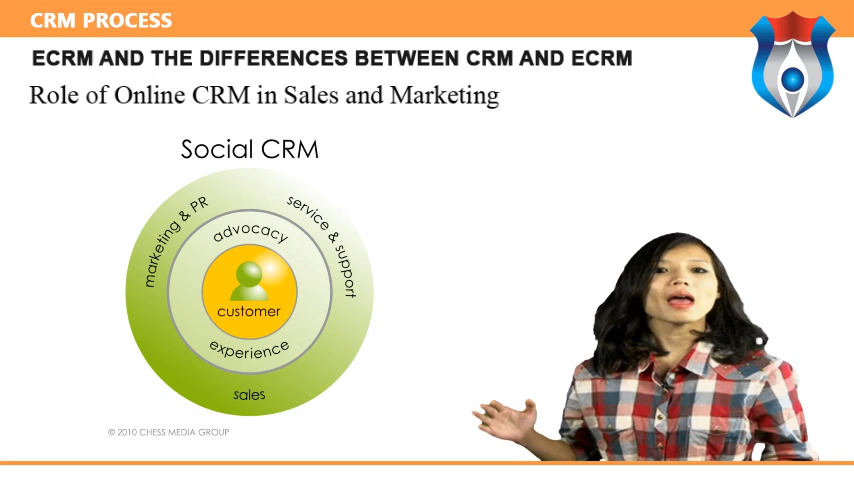 CRM PROCESS
ECRM AND THE DIFFERENCES BETWEEN CRM AND ECRM
Role of Online CRM in Sales and Marketing
Social CRM
marketing & PR
service & support
advocacy
customer
experience
sales
© 2010 CHESS MEDIA GROUP